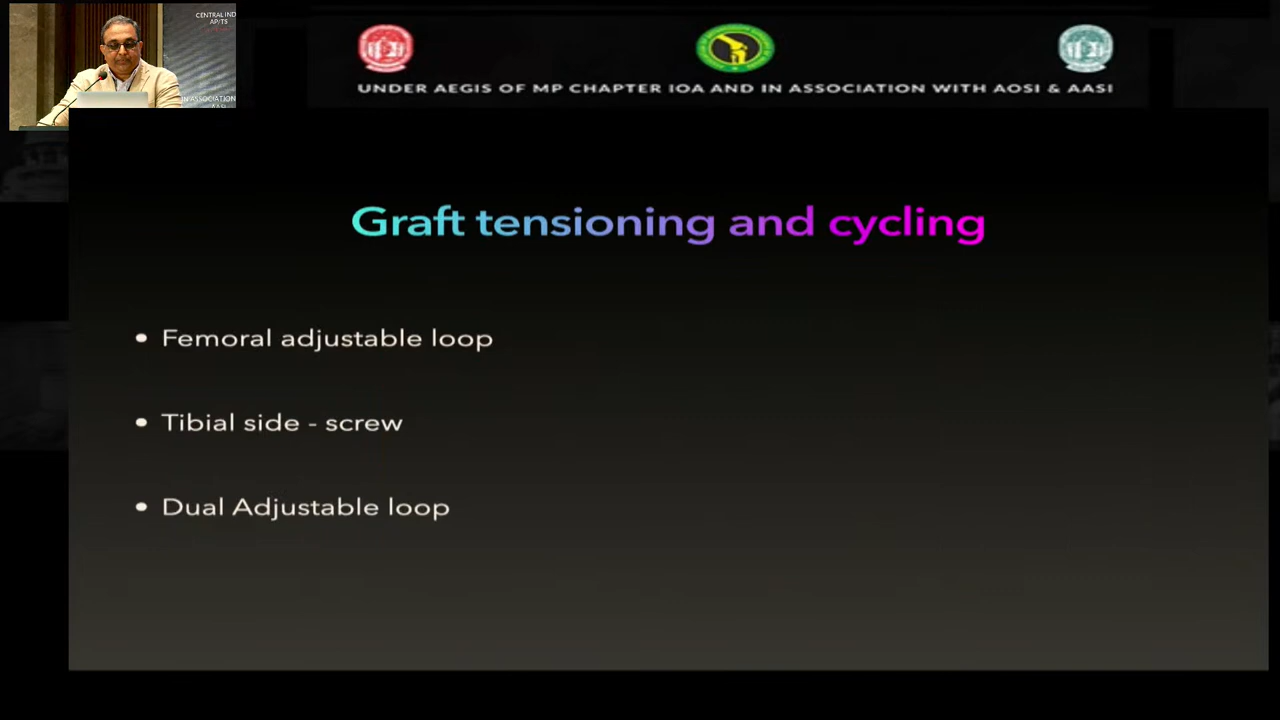 CENTRAL IND
AP/TS
IN ASSOCIATION
AASI
UNDER AEGIS OF MP CHAPTER IOA AND IN ASSOCIATION WITH AOSI & AASI
Graft tensioning and cycling
• Femoral adjustable loop
• Tibial side - screw
• Dual Adjustable loop